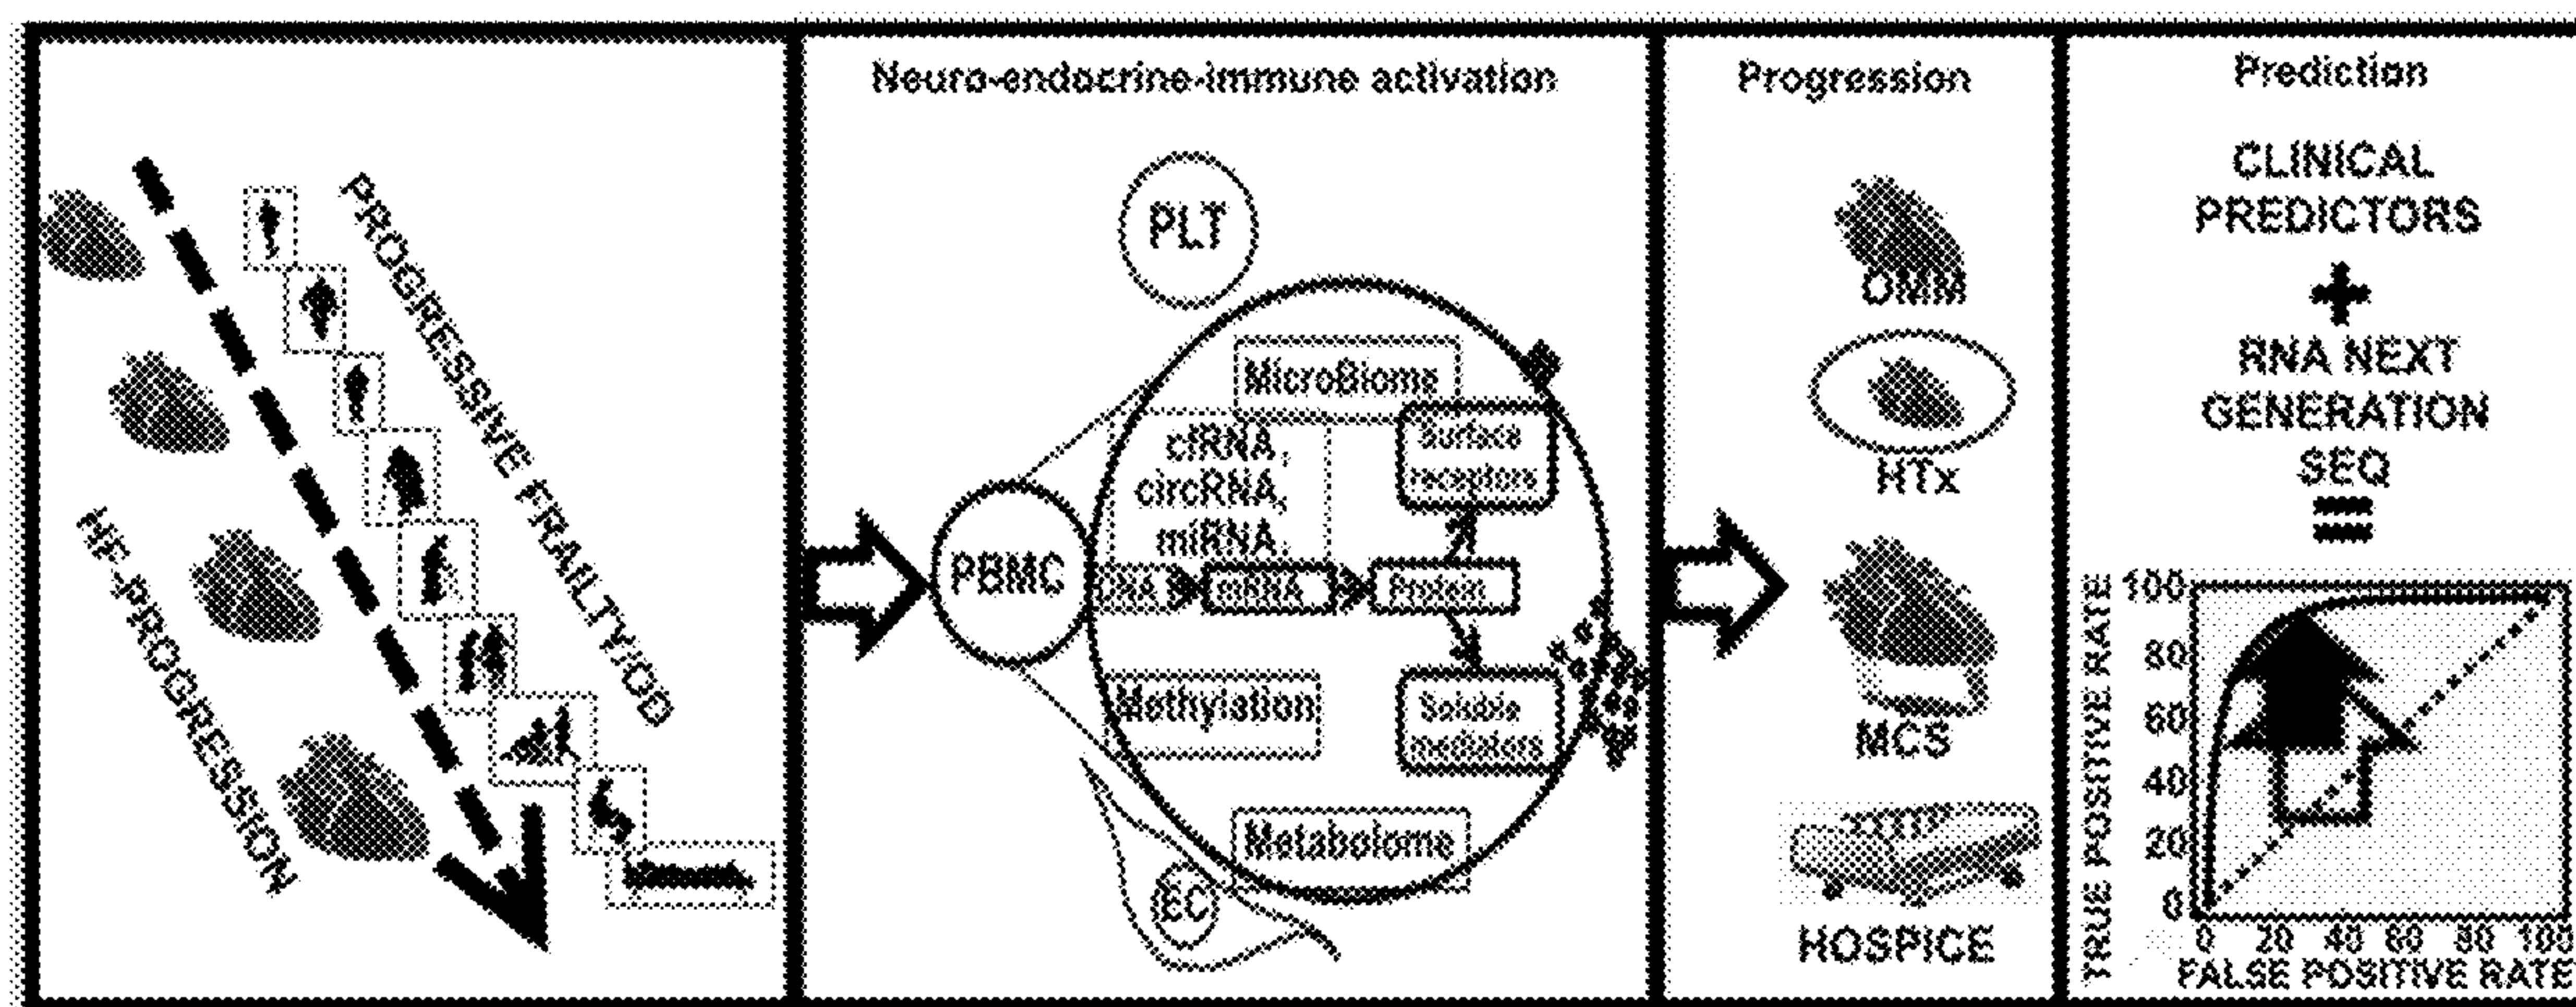 PROGRESSIVE FRAILTY/OD
HF-PROGRESSION
Neuro-endocrine-immune activation
PLT
MicroBiome
cfRNA,
circRNA,
miRNA,
Surface
receptors
PBMC
DNA
mRNA
Protein
Methylation
Soluble
mediators
Metabolome
EC
Progression
OMM
HTx
MCS
HOSPICE
Prediction
CLINICAL
PREDICTORS
+
RNA NEXT
GENERATION
SEQ
=
TRUE POSITIVE RATE
100
80
60
40
20
0
0 20 40 60 80 100
FALSE POSITIVE RATE